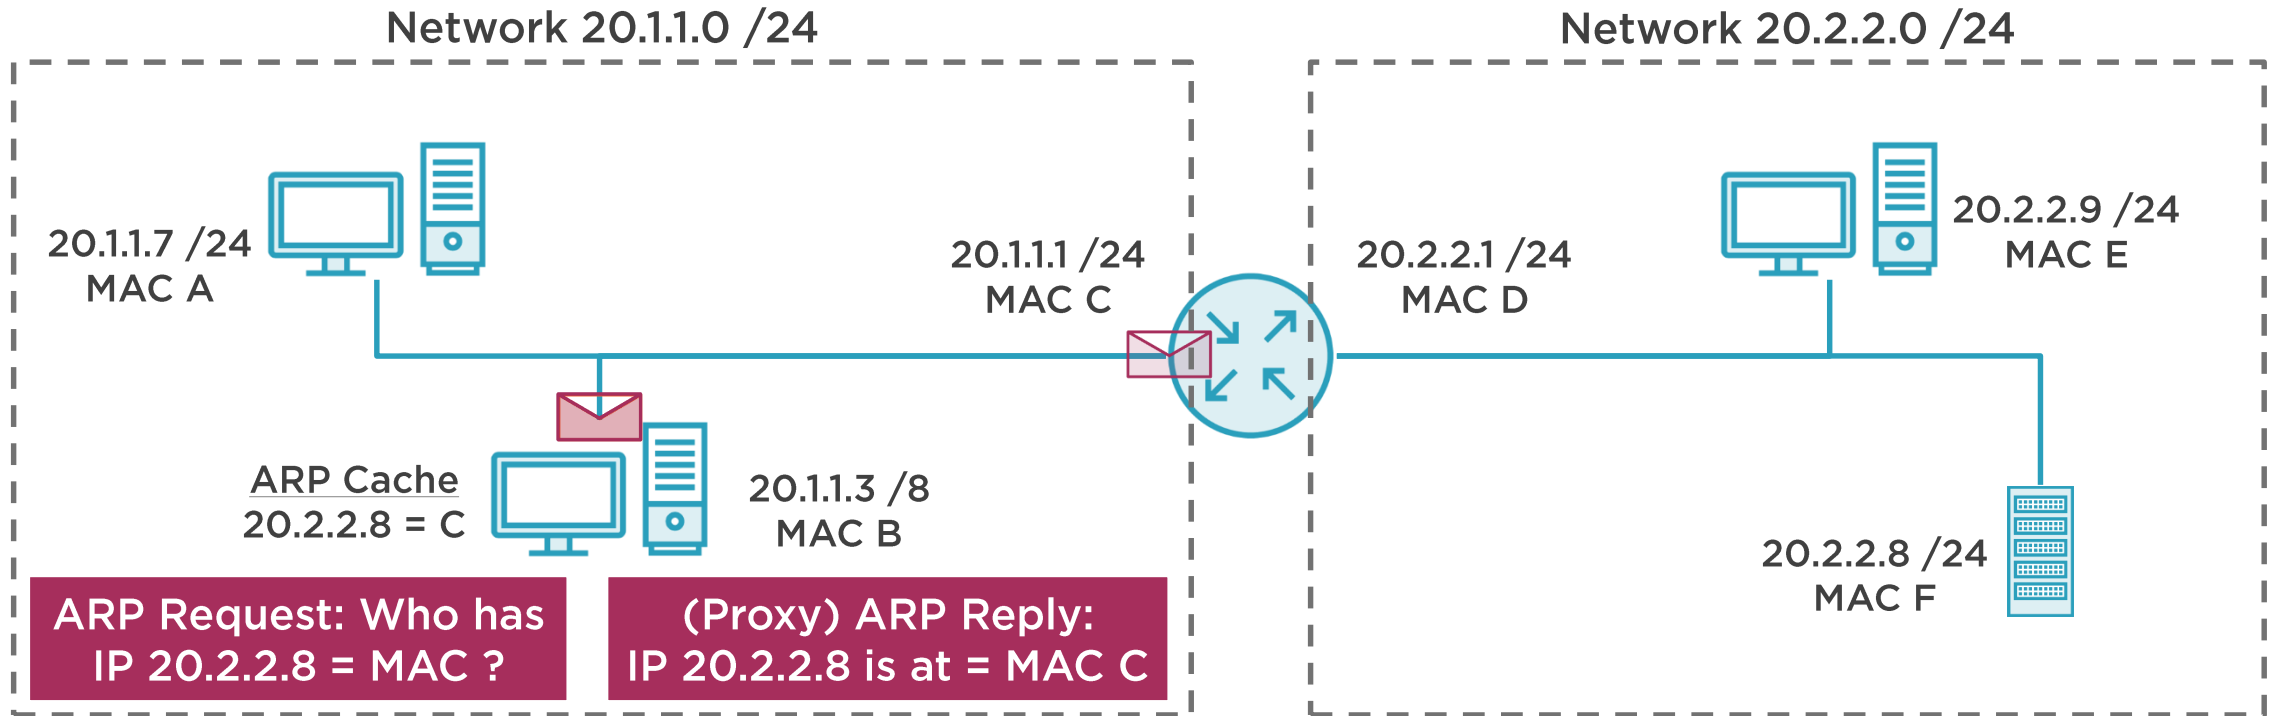 Network 20.1.1.0 /24
Network 20.2.2.0 /24
20.1.1.7 /24
MAC A
20.1.1.1 /24
MAC C
20.2.2.1 /24
MAC D
20.2.2.9 /24
MAC E
ARP Cache
20.2.2.8 = C
20.1.1.3 /8
MAC B
20.2.2.8 /24
MAC F
ARP Request: Who has
IP 20.2.2.8 = MAC ?
(Proxy) ARP Reply:
IP 20.2.2.8 is at = MAC C